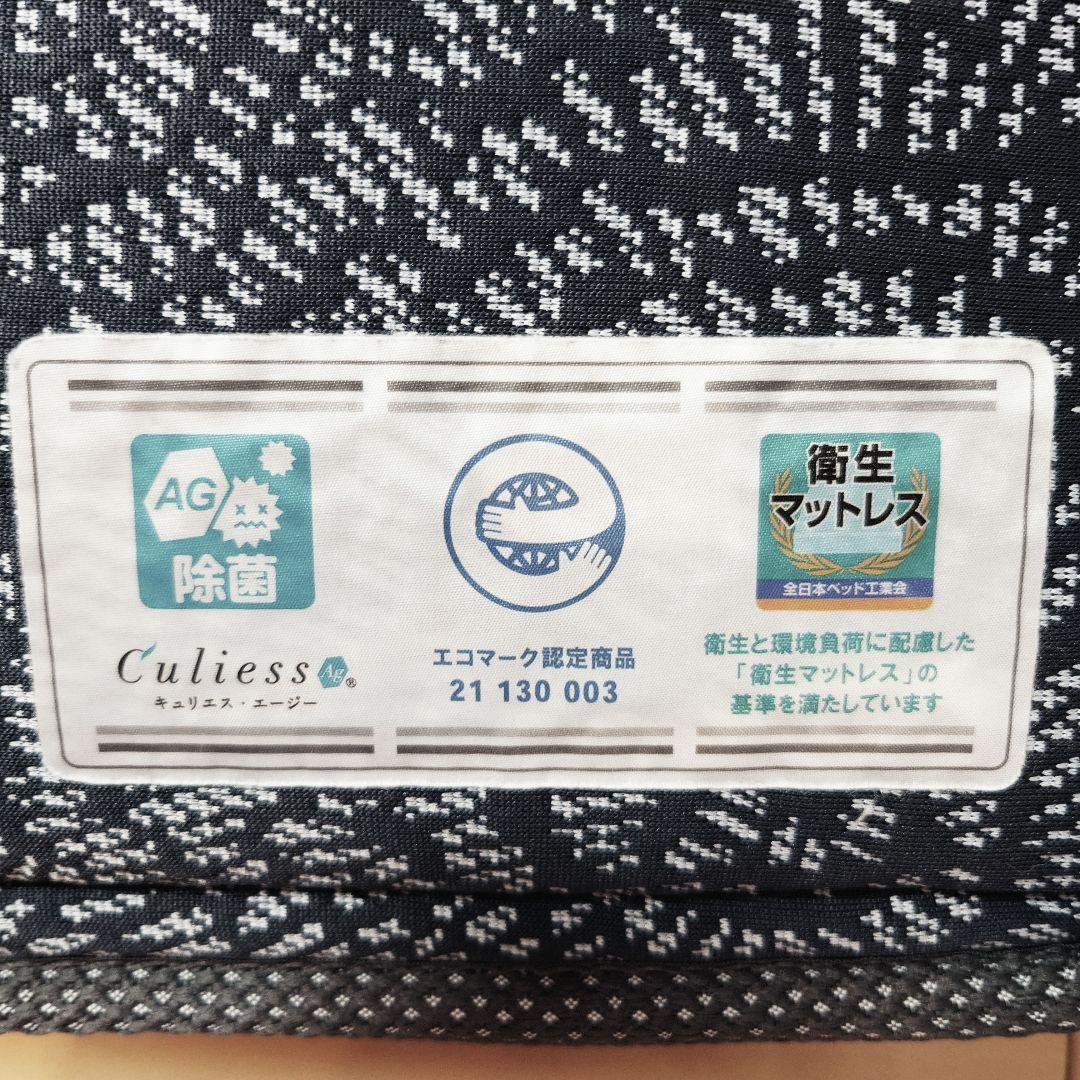 AG
除菌
Culiess Ag®
キュリエス・エージー
エコマーク認定商品
21 130 003
衛生
マットレス
全日本ベッド工業会
衛生と環境負荷に配慮した
「衛生マットレス」の
基準を満たしています